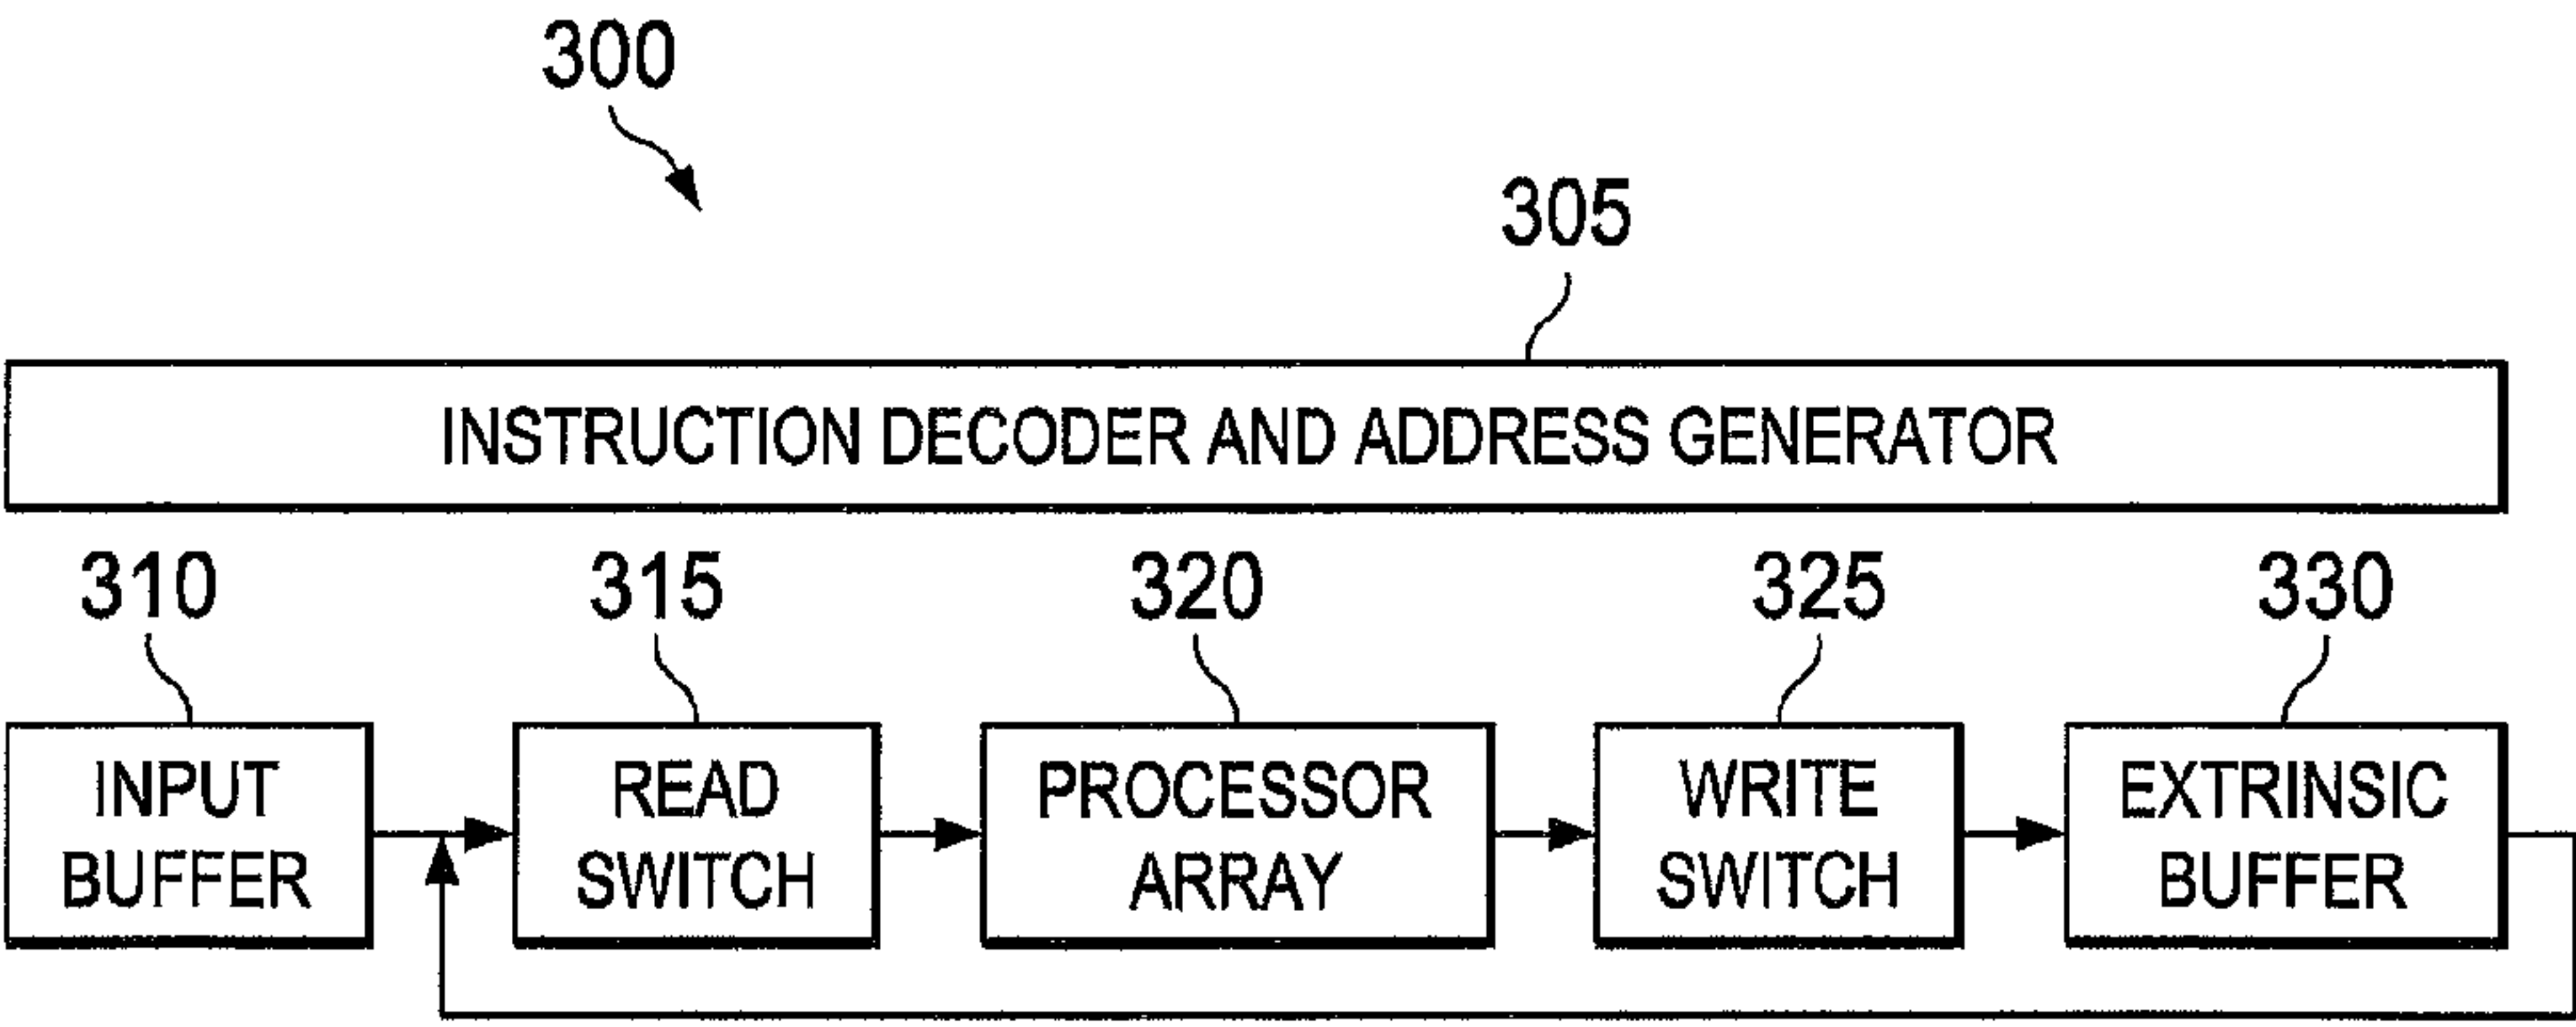 300
305
INSTRUCTION DECODER AND ADDRESS GENERATOR
310
315
320
325
330
INPUT
BUFFER
READ
SWITCH
PROCESSOR
ARRAY
WRITE
SWITCH
EXTRINSIC
BUFFER